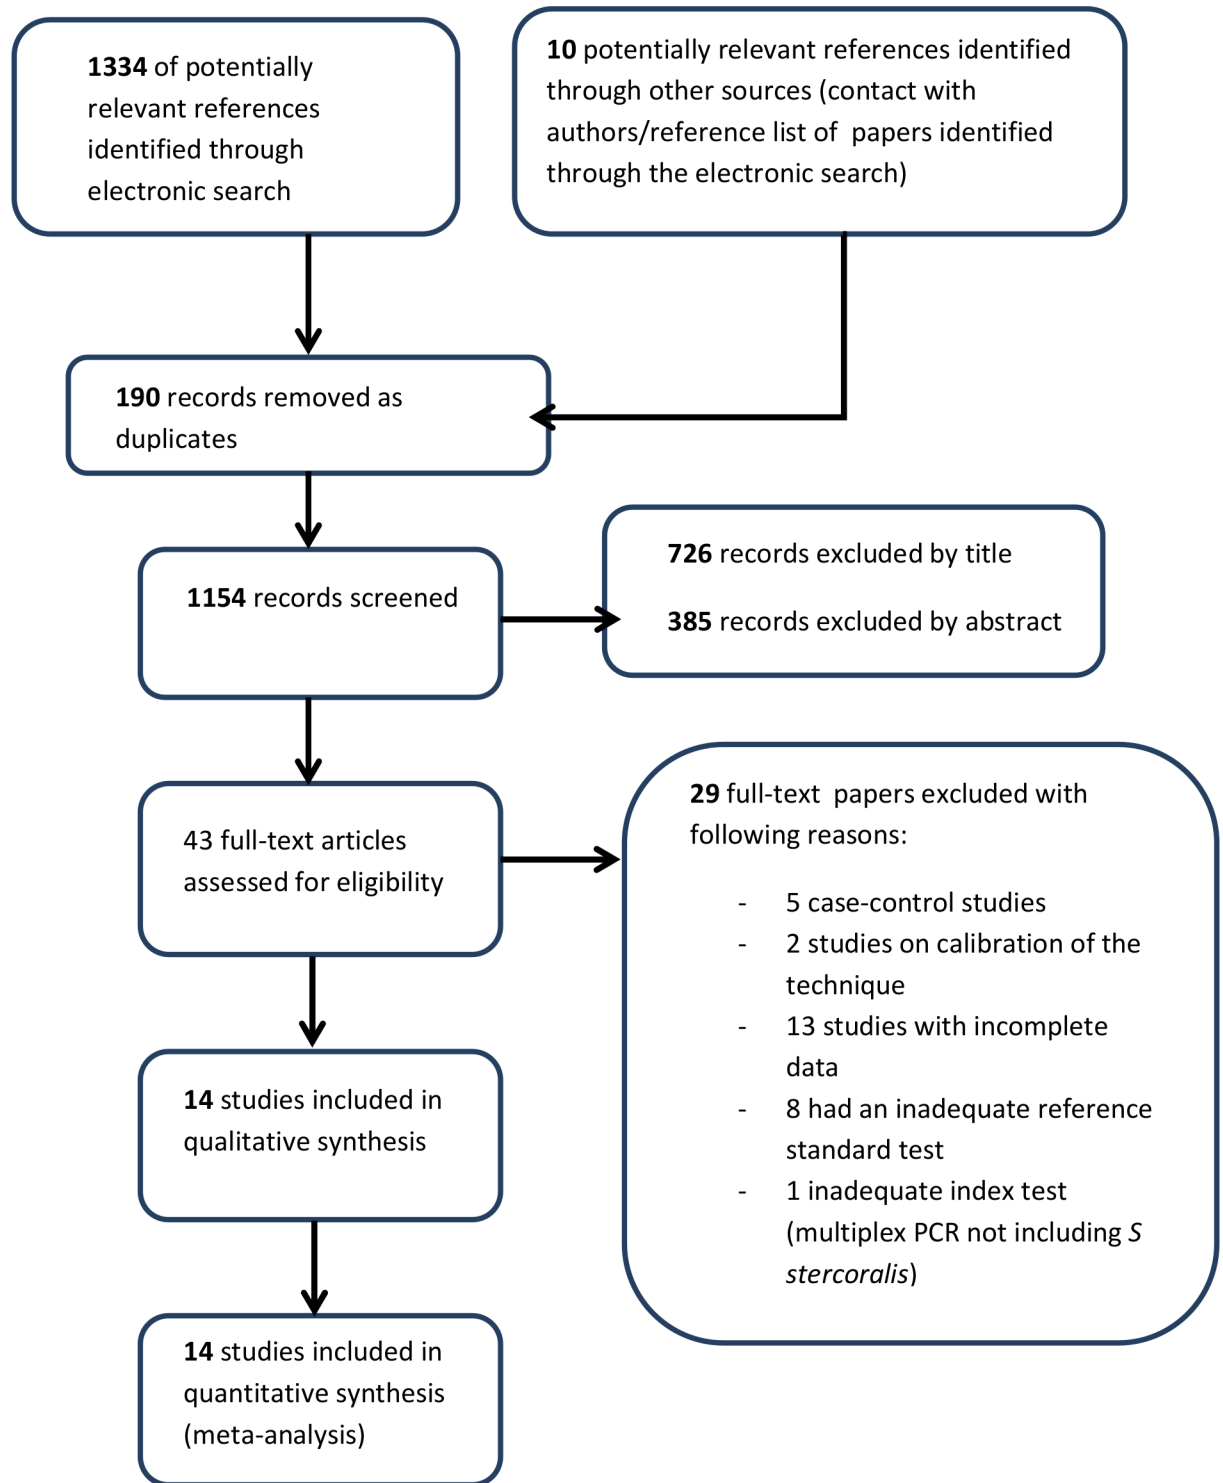 1334 of potentially
relevant references
identified through
electronic search
10 potentially relevant references identified
through other sources (contact with
authors/reference list of papers identified
through the electronic search)
190 records removed as
duplicates
1154 records screened
726 records excluded by title
385 records excluded by abstract
43 full-text articles
assessed for eligibility
29 full-text papers excluded with
following reasons:
- 5 case-control studies
- 2 studies on calibration of the
technique
- 13 studies with incomplete
data
- 8 had an inadequate reference
standard test
- 1 inadequate index test
(multiplex PCR not including S
stercoralis)
14 studies included in
qualitative synthesis
14 studies included in
quantitative synthesis
(meta-analysis)